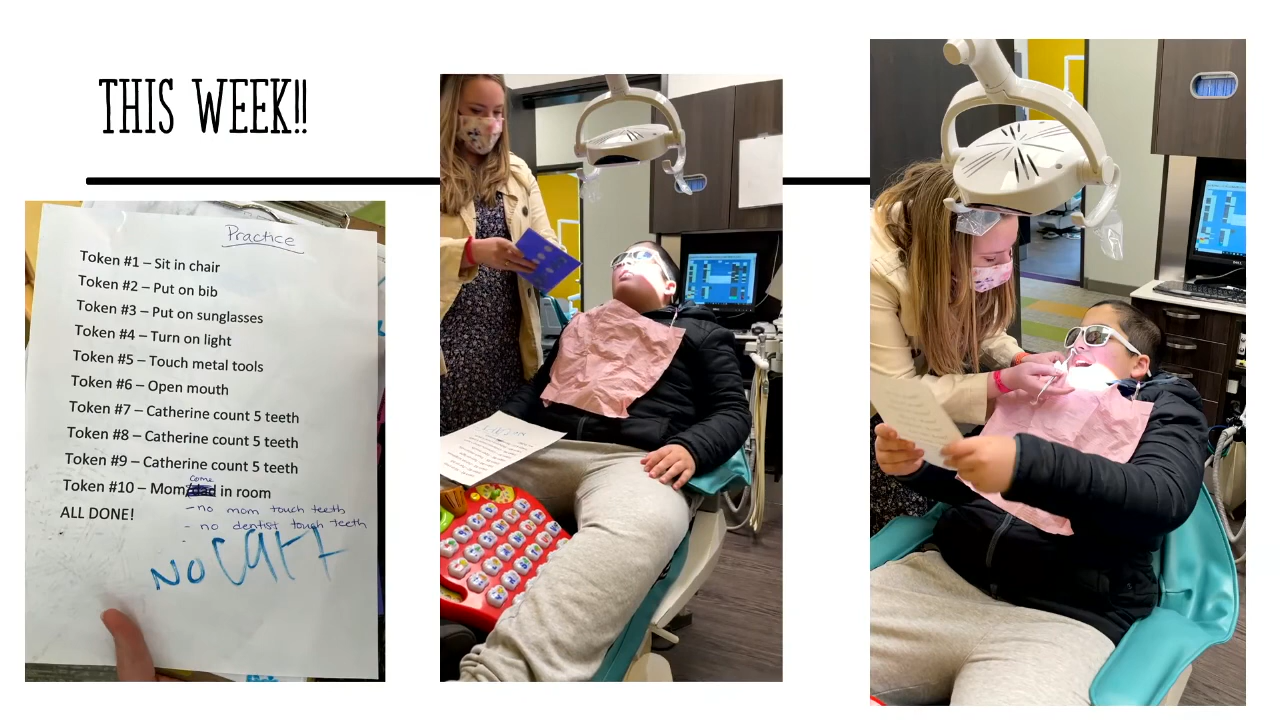 THIS WEEK!!
Practice
Token #1 – Sit in chair
Token #2 – Put on bib
Token #3 – Put on sunglasses
Token #4 – Turn on light
Token #5 – Touch metal tools
Token #6 – Open mouth
Token #7 – Catherine count 5 teeth
Token #8 – Catherine count 5 teeth
Token #9 – Catherine count 5 teeth
come
Token #10 – Mom/dad in room
ALL DONE!
- no mom touch teeth
- no dentist tough teeth
-
NO